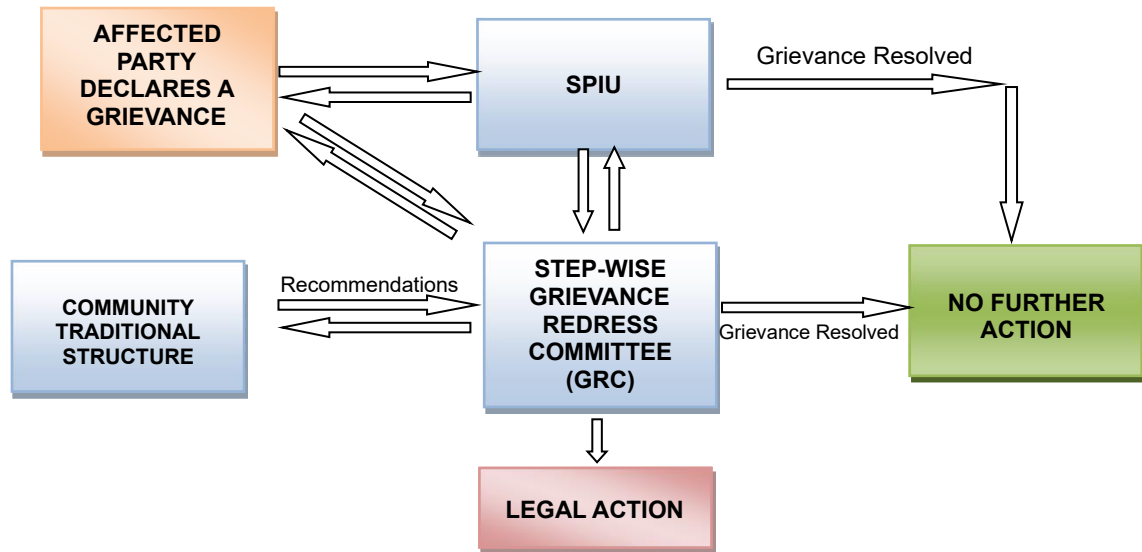 AFFECTED
PARTY
DECLARES A
GRIEVANCE
SPIU
Grievance Resolved
COMMUNITY
TRADITIONAL
STRUCTURE
Recommendations
STEP-WISE
GRIEVANCE
REDRESS
COMMITTEE
(GRC)
Grievance Resolved
NO FURTHER
ACTION
LEGAL ACTION